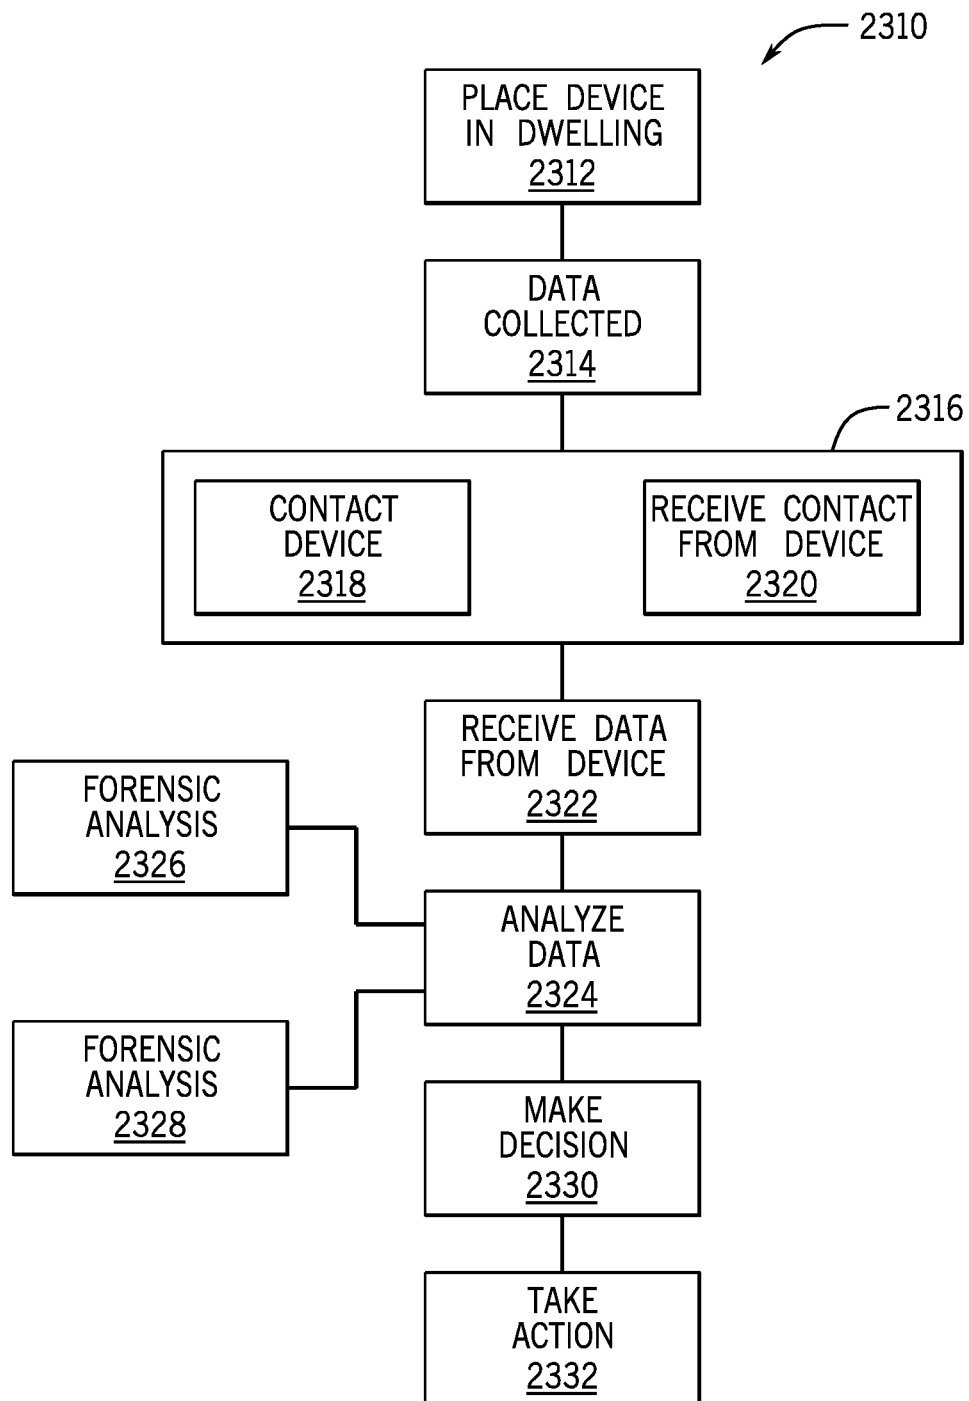 2310
PLACE DEVICE
IN DWELLING
2312
DATA
COLLECTED
2314
2316
CONTACT
DEVICE
2318
RECEIVE CONTACT
FROM DEVICE
2320
RECEIVE DATA
FROM DEVICE
2322
FORENSIC
ANALYSIS
2326
ANALYZE
DATA
2324
FORENSIC
ANALYSIS
2328
MAKE
DECISION
2330
TAKE
ACTION
2332